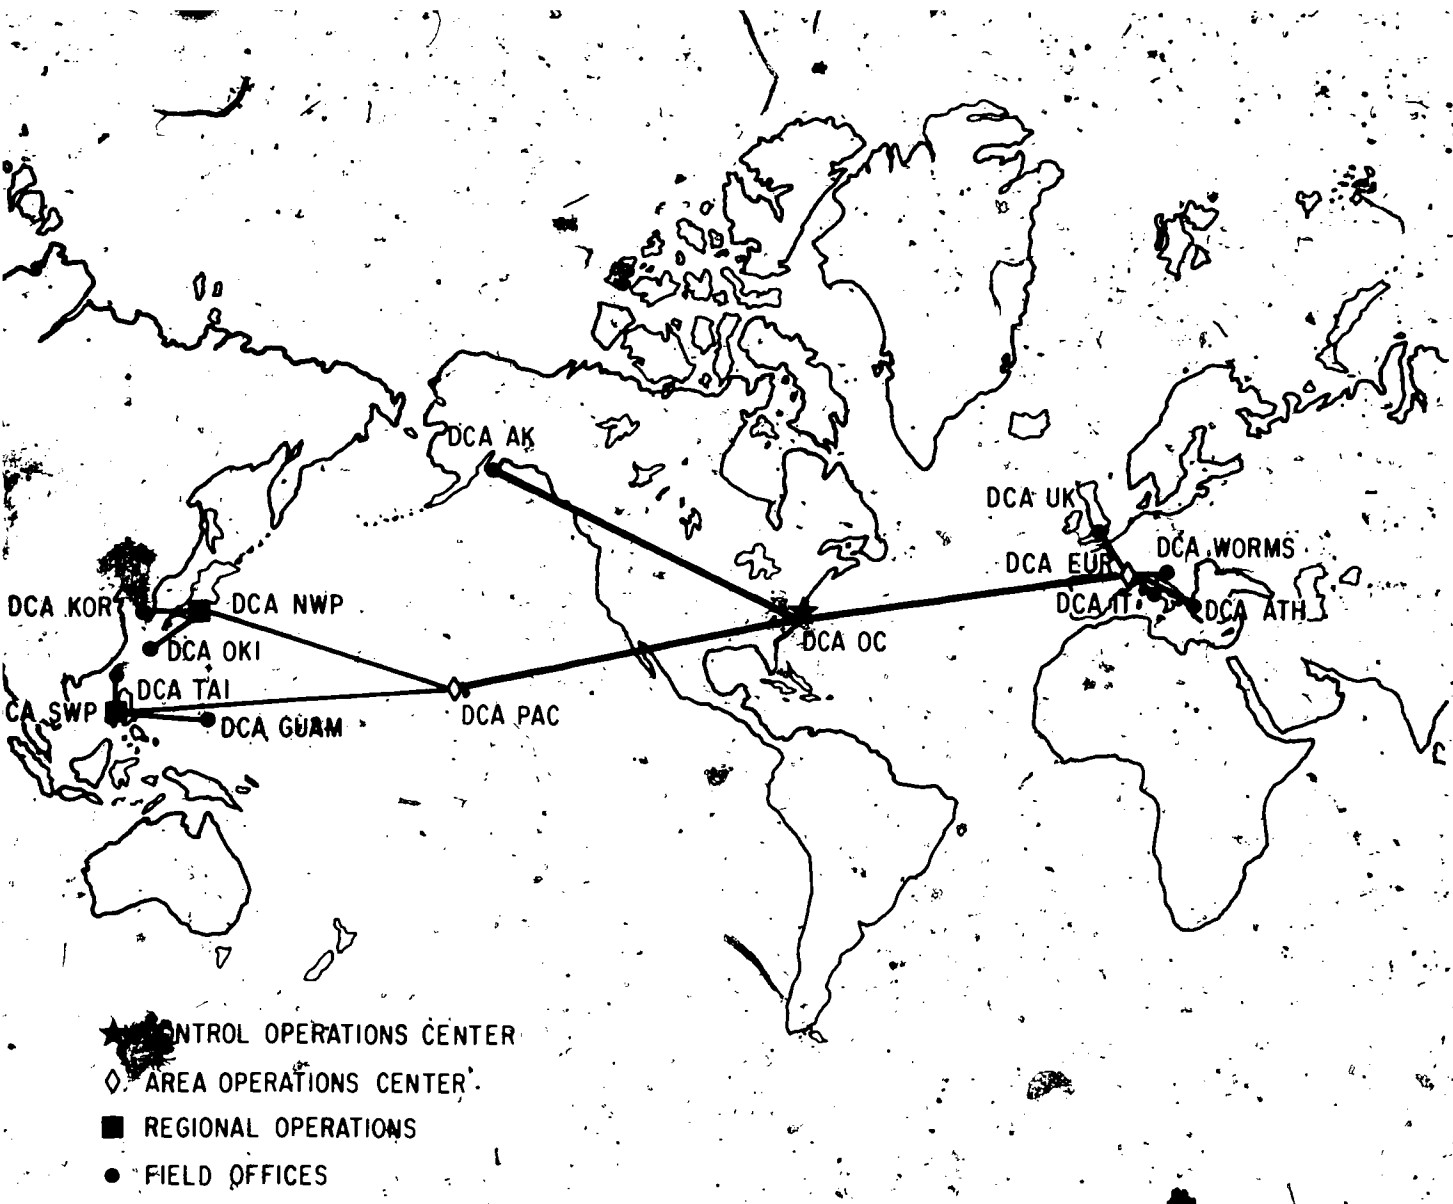 DCA AK
DCA UK
DCA WORMS
DCA EUR
DCA KOR
DCA NWP
DCA IT
DCA ATH
DCA OC
DCA OKI
DCA TAI
CA SWP
DCA PAC
DCA GUAM
NTROL OPERATIONS CENTER
AREA OPERATIONS CENTER
REGIONAL OPERATIONS
FIELD OFFICES